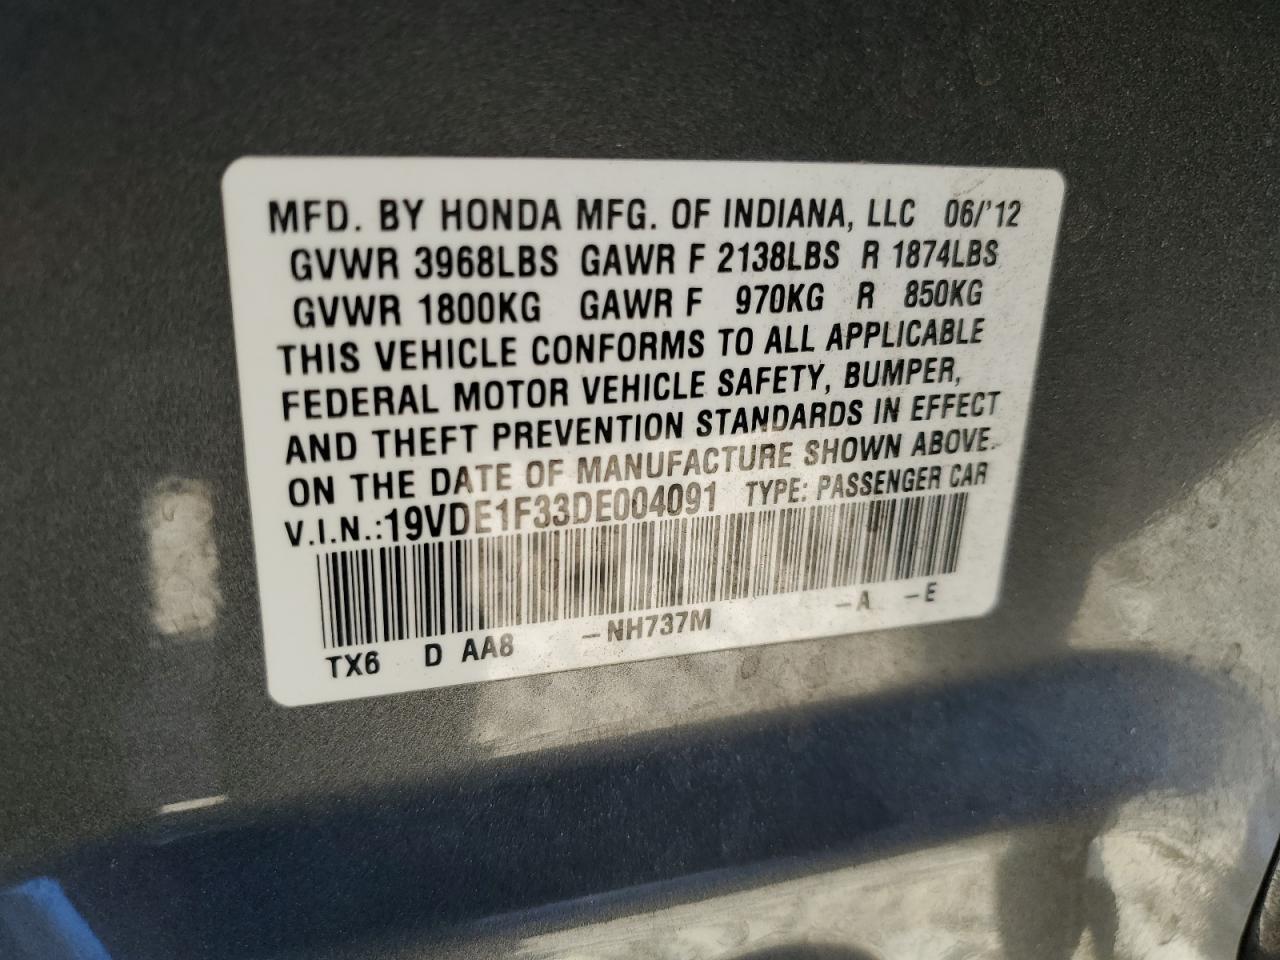 MFD. BY HONDA MFG. OF INDIANA, LLC 06/'12
GVWR 3968LBS GAWR F 2138LBS R 1874LBS
GVWR 1800KG GAWR F 970KG R 850KG
THIS VEHICLE CONFORMS TO ALL APPLICABLE
FEDERAL MOTOR VEHICLE SAFETY, BUMPER,
AND THEFT PREVENTION STANDARDS IN EFFECT
ON THE DATE OF MANUFACTURE SHOWN ABOVE.
V.I.N.:19VDE1F33DE004091 TYPE: PASSENGER CAR
TX6 D AA8 -NH737M -A -E